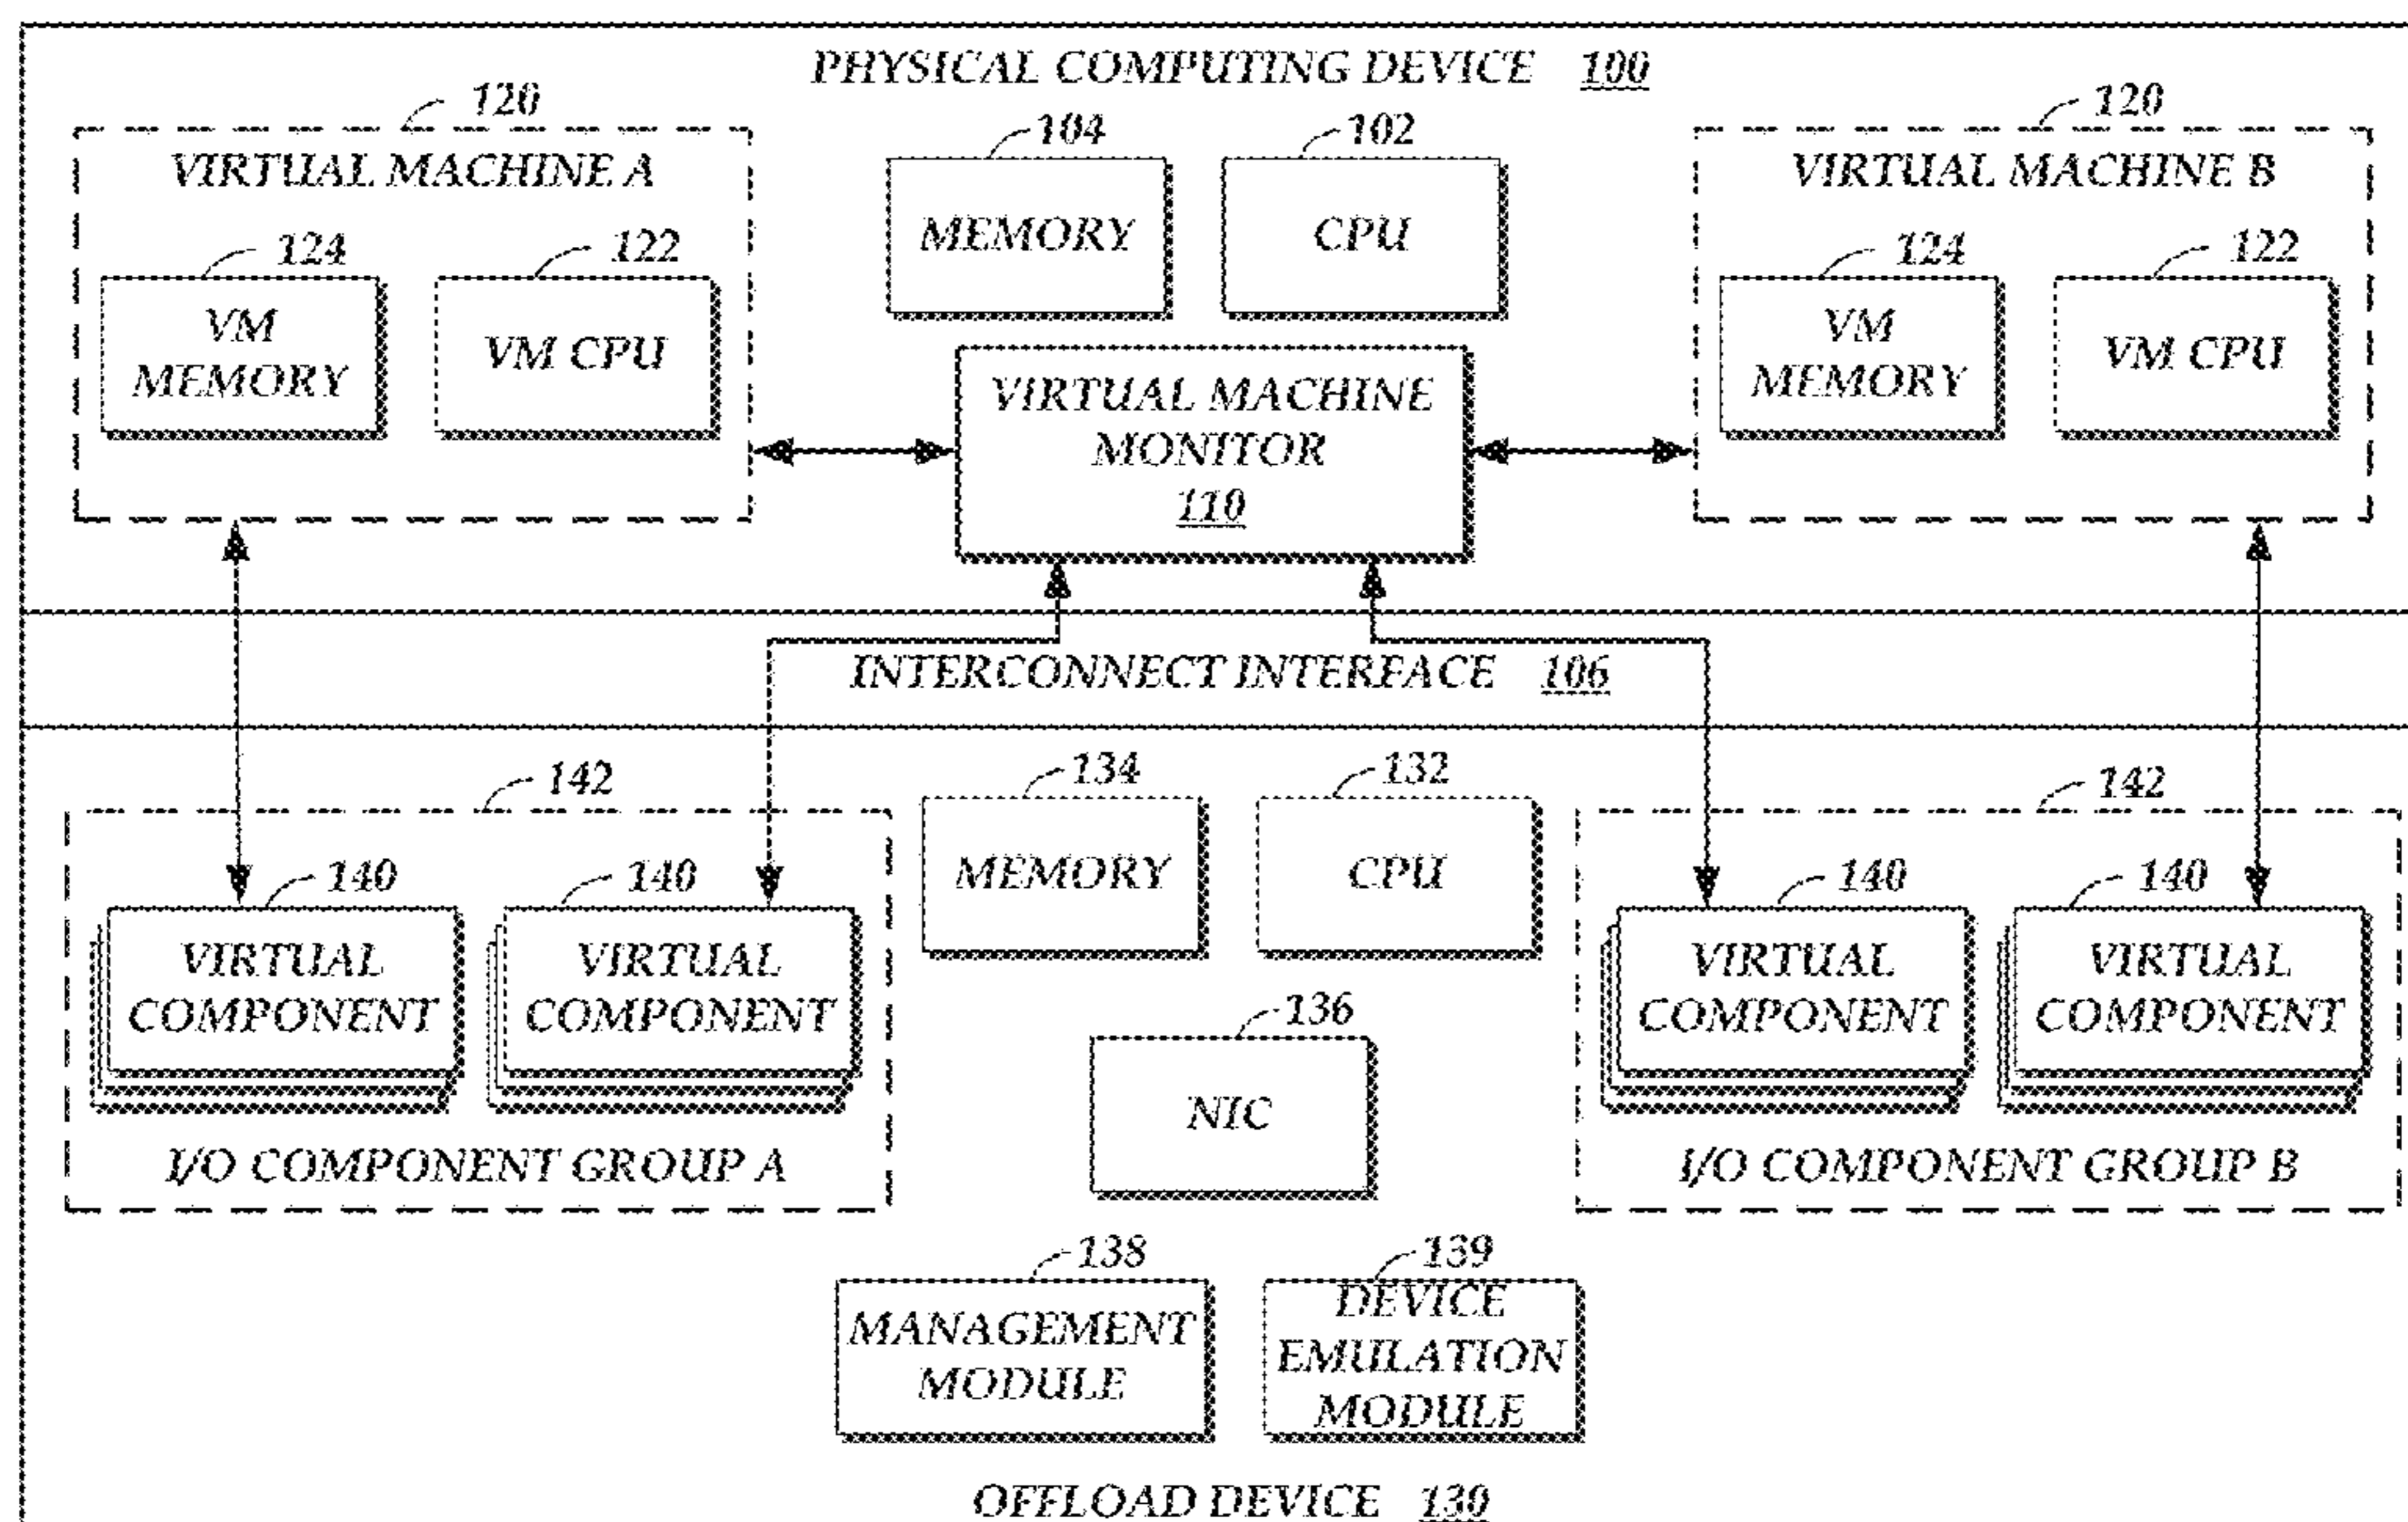 PHYSICAL COMPUTING DEVICE 100
120
VIRTUAL MACHINE A
124
VM
MEMORY
122
VM CPU
104
MEMORY
102
CPU
120
VIRTUAL MACHINE B
124
VM
MEMORY
122
VM CPU
VIRTUAL MACHINE
MONITOR
110
INTERCONNECT INTERFACE 106
142
140
VIRTUAL
COMPONENT
140
VIRTUAL
COMPONENT
I/O COMPONENT GROUP A
134
MEMORY
132
CPU
136
NIC
142
140
VIRTUAL
COMPONENT
140
VIRTUAL
COMPONENT
I/O COMPONENT GROUP B
138
MANAGEMENT
MODULE
139
DEVICE
EMULATION
MODULE
OFFLOAD DEVICE 130